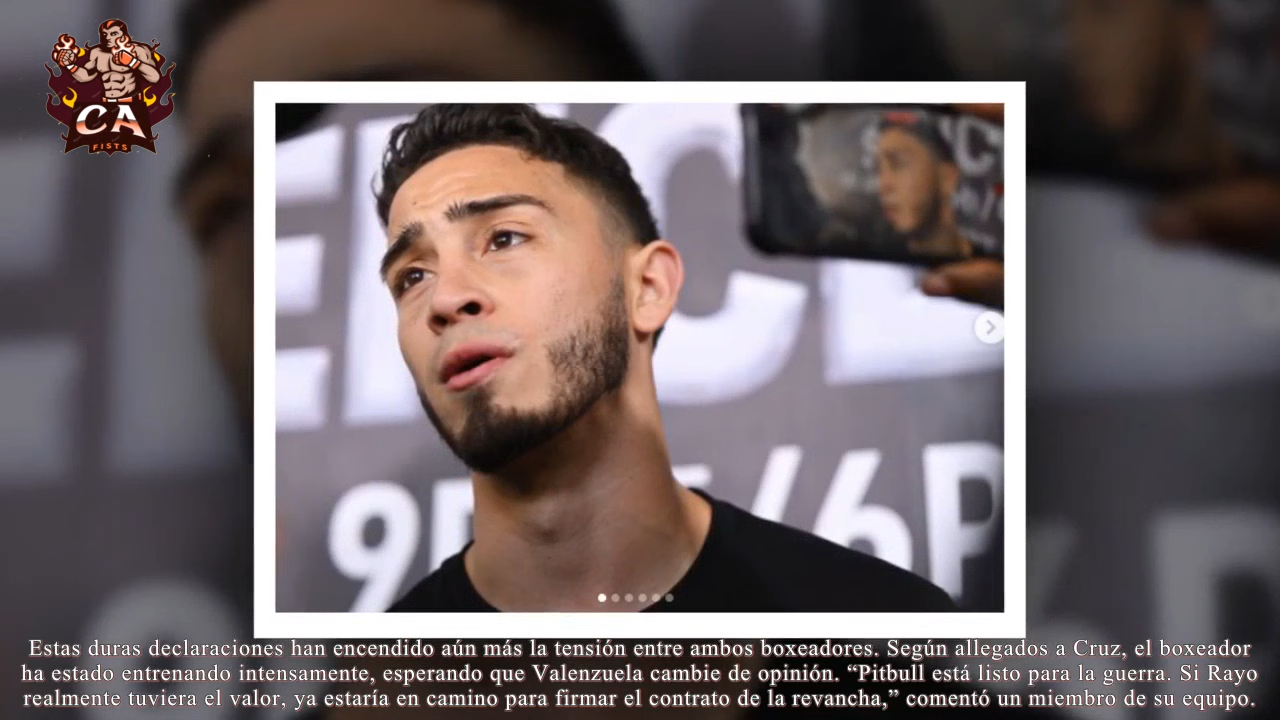 CA
FISTS
ENCE
9P /6P
Estas duras declaraciones han encendido aún más la tensión entre ambos boxeadores. Según allegados a Cruz, el boxeador
ha estado entrenando intensamente, esperando que Valenzuela cambie de opinión. “Pitbull está listo para la guerra. Si Rayo
realmente tuviera el valor, ya estaría en camino para firmar el contrato de la revancha,” comentó un miembro de su equipo.